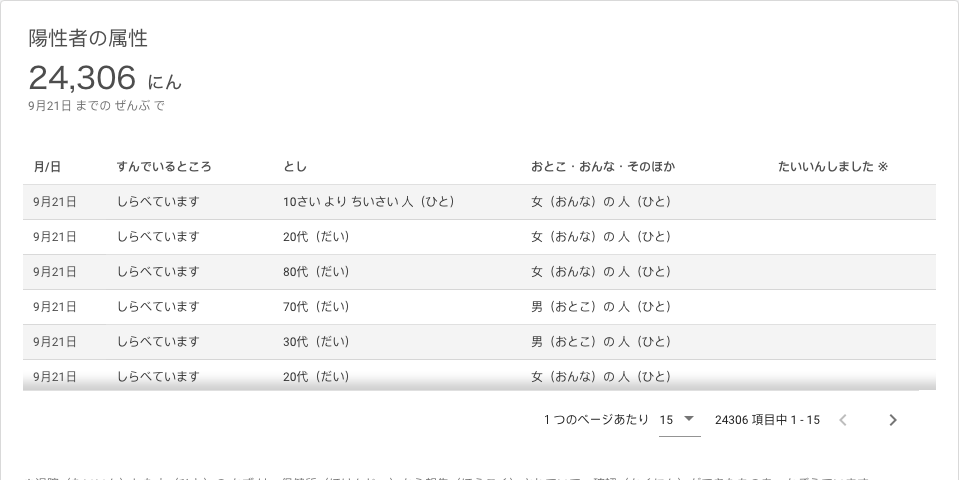 陽性者の属性
24,306 にん
9月21日 までの ぜんぶ で
月/日 すんでいるところ とし おとこ・おんな・そのほか たいいんしました ※
9月21日 しらべています 10さい より ちいさい 人（ひと） 女（おんな）の 人（ひと）
9月21日 しらべています 20代（だい） 女（おんな）の 人（ひと）
9月21日 しらべています 80代（だい） 女（おんな）の 人（ひと）
9月21日 しらべています 70代（だい） 男（おとこ）の 人（ひと）
9月21日 しらべています 30代（だい） 男（おとこ）の 人（ひと）
9月21日 しらべています 20代（だい） 女（おんな）の 人（ひと）
1 つのページあたり 15 24306 項目中 1 - 15